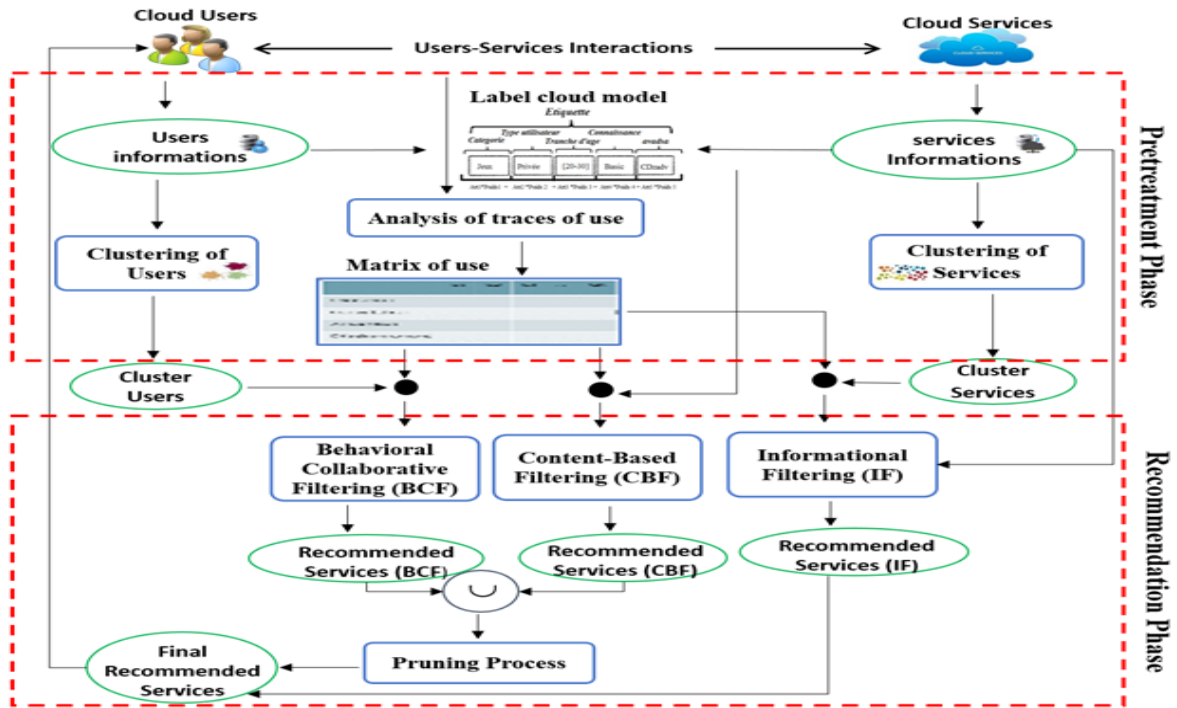 Cloud Users
Cloud Services
Users-Services Interactions
Label cloud model
Etiquette
Type utilisateur
Connaissance
Categorie
Tranche d'age
Jeux
Privée
[20-30]
Basic
Users
informations
services
Informations
Analysis of traces of use
Clustering of
Users
Clustering of
Services
Matrix of use
Pretreatment Phase
Cluster
Users
Cluster
Services
Behavioral
Collaborative
Filtering (BCF)
Content-Based
Filtering (CBF)
Informational
Filtering (IF)
Recommended
Services (BCF)
Recommended
Services (CBF)
Recommended
Services (IF)
Pruning Process
Final
Recommended
Services
Recommendation Phase